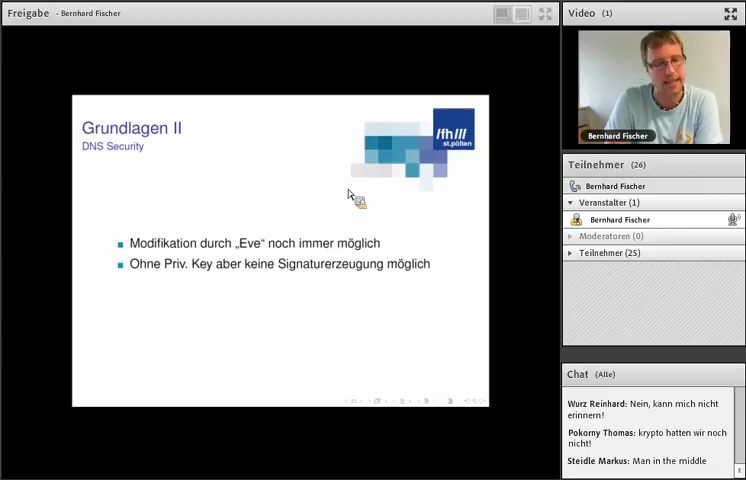 Freigabe - Bernhard Fischer
Grundlagen II
DNS Security
/fh///
st.pölten
Modifikation durch „Eve“ noch immer möglich
Ohne Priv. Key aber keine Signaturerzeugung möglich
Video (1)
Bernhard Fischer
Teilnehmer (26)
Bernhard Fischer
Veranstalter (1)
Bernhard Fischer
Moderatoren (0)
Teilnehmer (25)
Chat (Alle)
Wurz Reinhard: Nein, kann mich nicht
erinnern!
Pokorny Thomas: krypto hatten wir noch
nicht!
Steidle Markus: Man in the middle